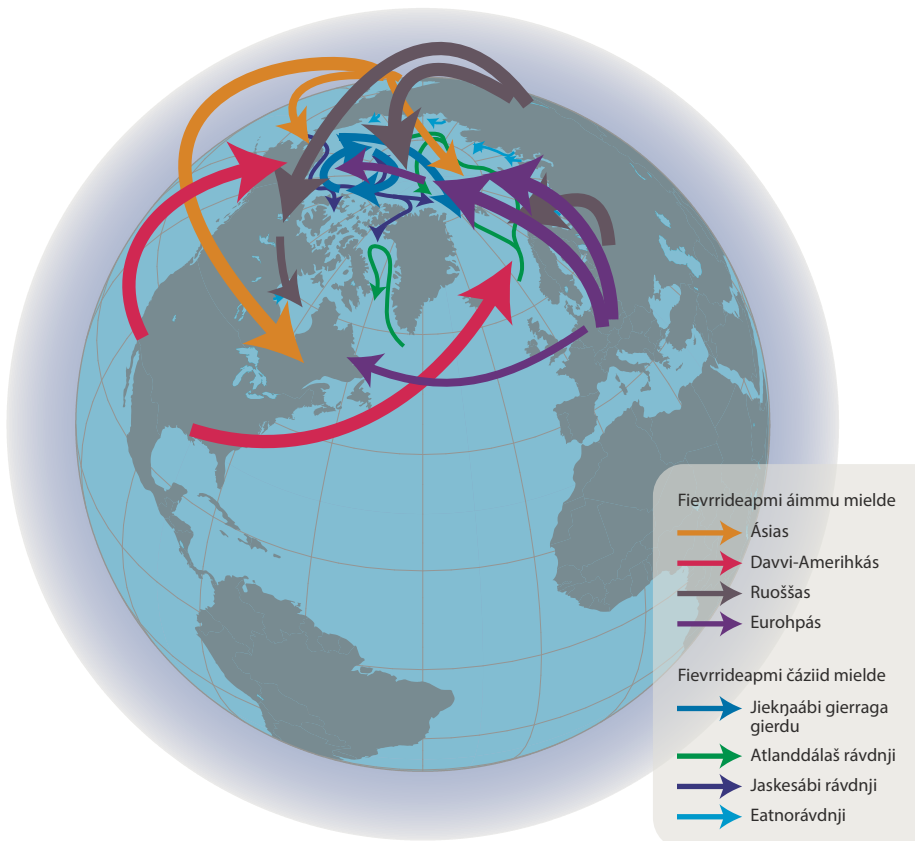 Fievrrideapmi áimmu mielde
Ásias
Davvi-Amerihkás
Ruoššas
Eurohpás
Fievrrideapmi čáziid mielde
Jiekŋaábi gierraga
gierdu
Atlanddálaš rávdnji
Jaskesábi rávdnji
Eatnorávdnji